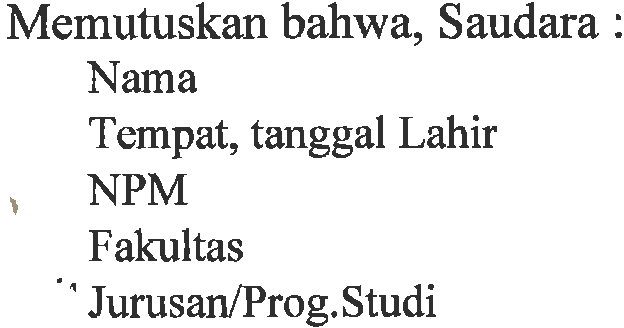 Memutuskan bahwa, Saudara :
Nama
Tempat, tanggal Lahir
NPM
Fakultas
Jurusan/Prog.Studi